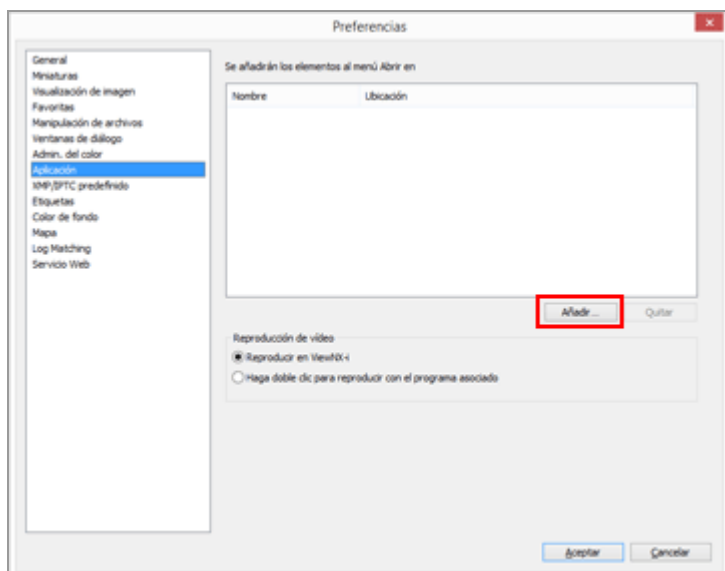 Preferencias
General
Miniaturas
Visualización de imagen
Favoritas
Manipulación de archivos
Ventanas de diálogo
Admin. del color
Aplicación
XMP/IPTC predefinido
Etiquetas
Color de fondo
Mapa
Log Matching
Servicio Web
Se añadirán los elementos al menú Abrir en
Nombre Ubicación
Añadir... Quitar
Reproducción de vídeo
Reproducir en ViewNX-i
Haga doble clic para reproducir con el programa asociado
Aceptar Cancelar